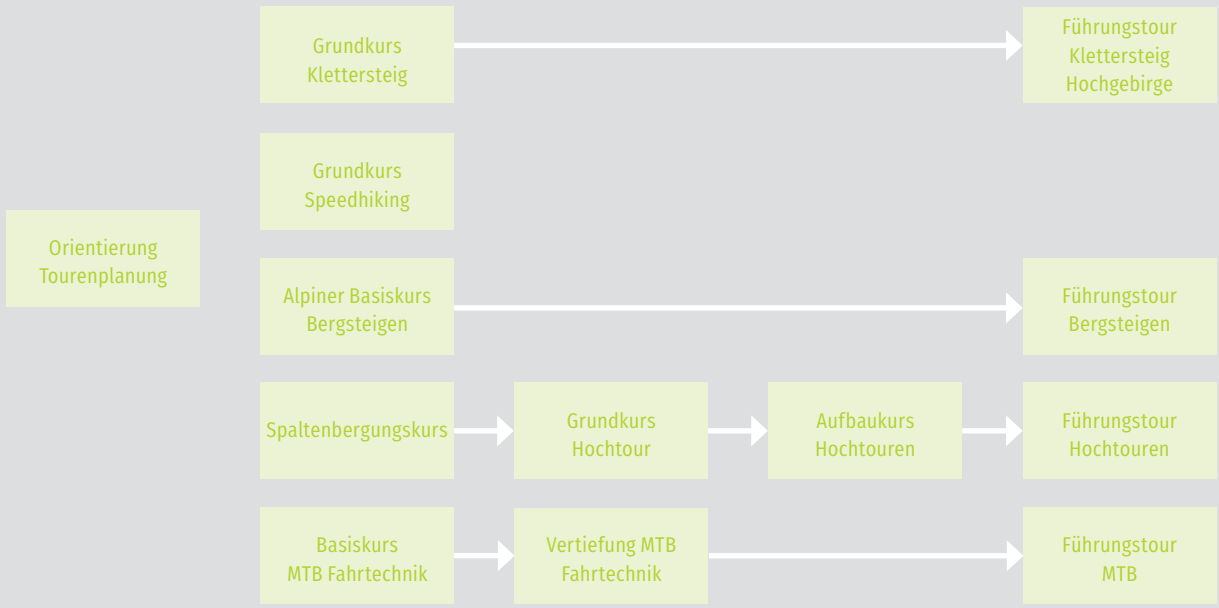 Grundkurs
Klettersteig
Führungstour
Klettersteig
Hochgebirge
Grundkurs
Speedhiking
Orientierung
Tourenplanung
Alpiner Basiskurs
Bergsteigen
Führungstour
Bergsteigen
Spaltenbergungskurs
Grundkurs
Hochtour
Aufbaukurs
Hochtouren
Führungstour
Hochtouren
Basiskurs
MTB Fahrtechnik
Vertiefung MTB
Fahrtechnik
Führungstour
MTB